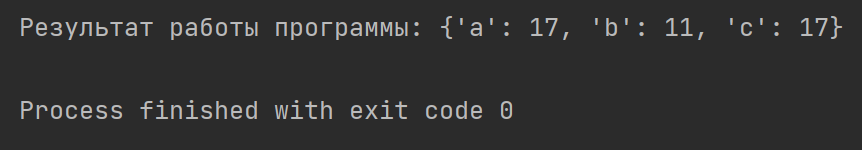 Результат работы программы: {'a': 17, 'b': 11, 'c': 17}
Process finished with exit code 0